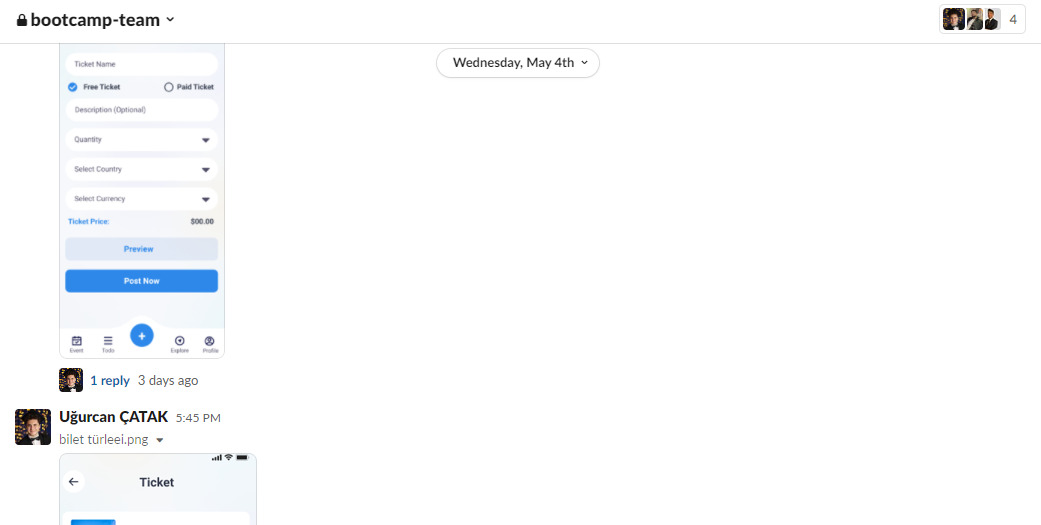 bootcamp-team
4
Wednesday, May 4th
Ticket Name
Free Ticket
Paid Ticket
Description (Optional)
Quantity
Select Country
Select Currency
Ticket Price:
$00.00
Preview
Post Now
+
Event
Todo
Explore
Profile
1 reply 3 days ago
Uğurcan ÇATAK 5:45 PM
bilet türleei.png
Ticket